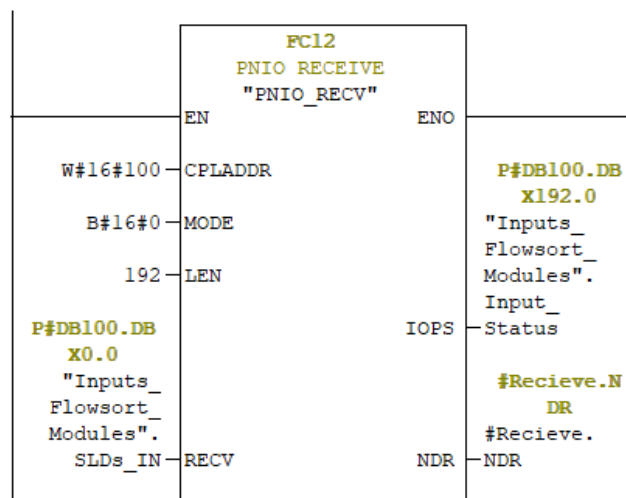 FC12
PNIO RECEIVE
"PNIO_RECV"
EN ENO
W#16#100 CPLADDR
B#16#0 MODE
192 LEN
P#DB100.DB
X192.0
"Inputs_
Flowsort_
Modules".
Input_
IOPS Status
P#DB100.DB
X0.0
"Inputs_
Flowsort_
Modules".
SLDs_IN RECV
#Recieve.N
DR
#Recieve.
NDR NDR